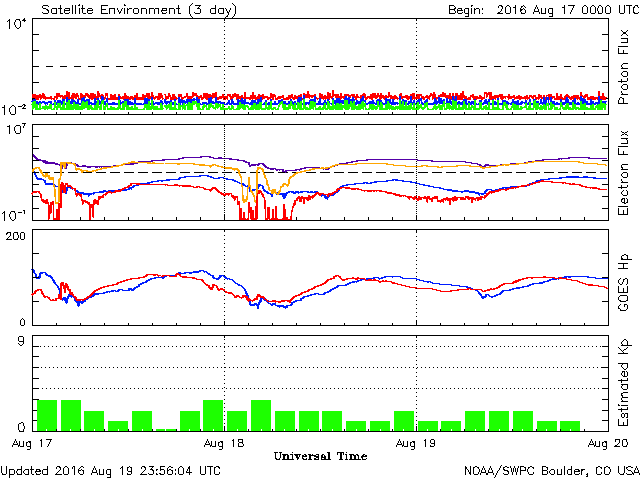 Satellite Environment (3 day) Begin: 2016 Aug 17 0000 UTC
10^4
10^-2
Proton Flux
10^7
10^-1
Electron Flux
200
0
GOES Hp
9
0
Estimated Kp
Aug 17 Aug 18 Aug 19 Aug 20
Universal Time
Updated 2016 Aug 19 23:56:04 UTC NOAA/SWPC Boulder, CO USA